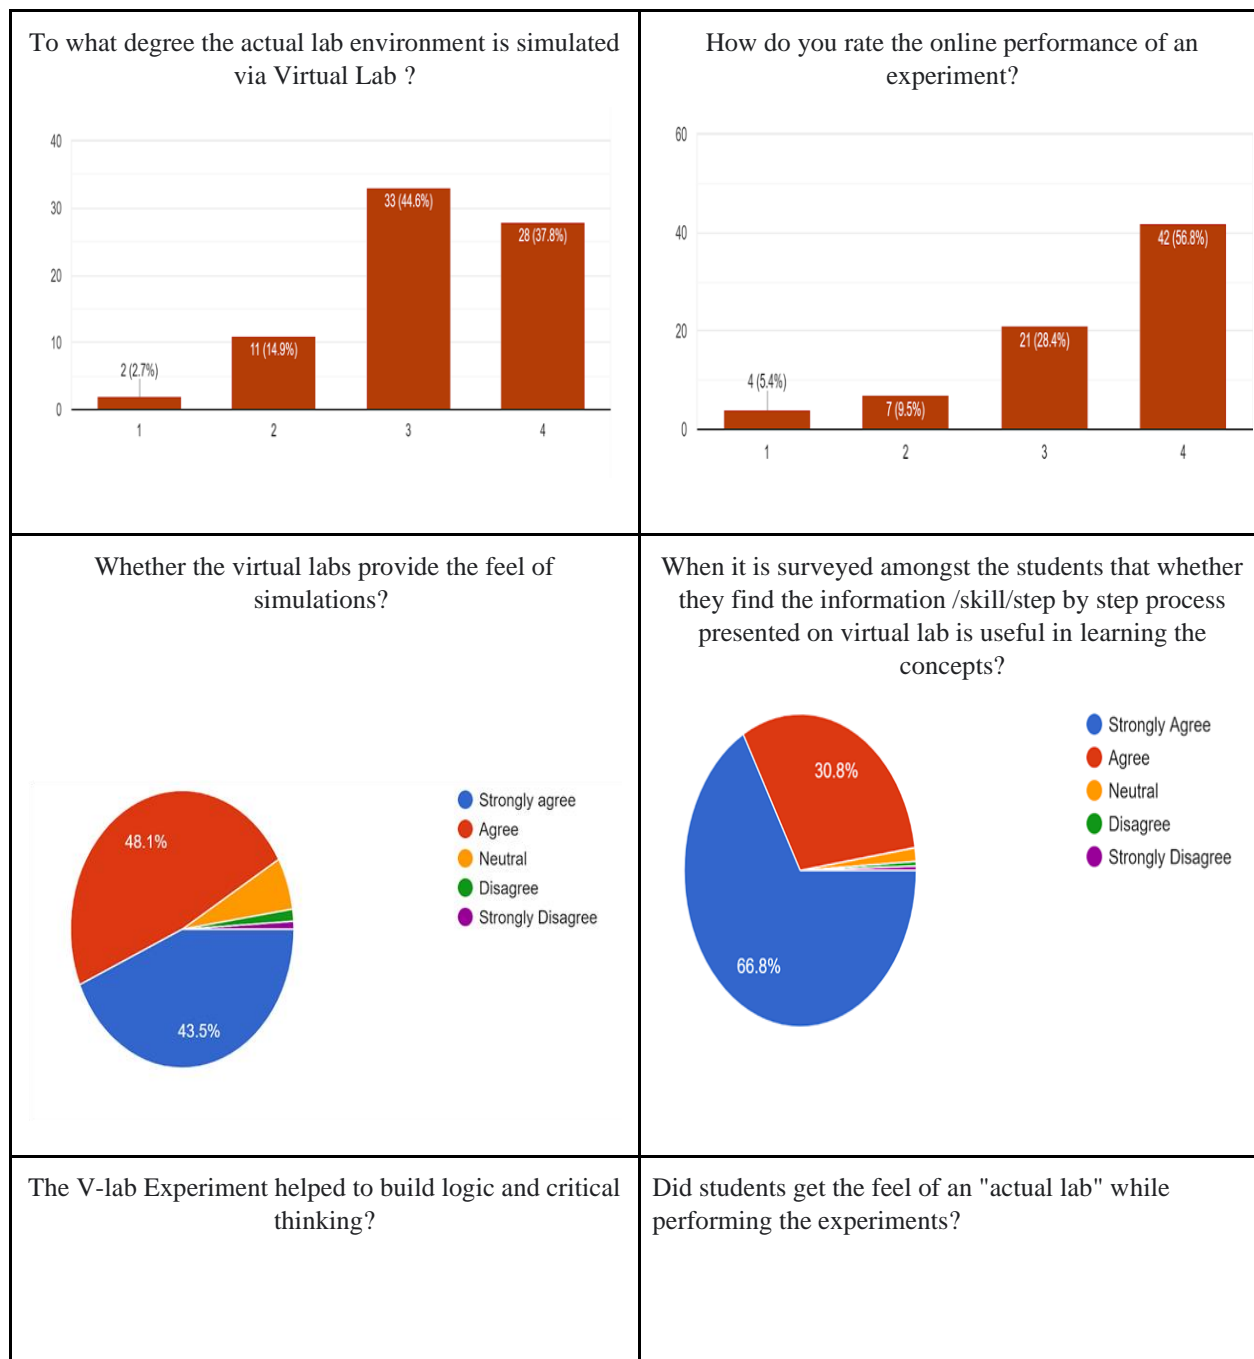 To what degree the actual lab environment is simulated
via Virtual Lab ?
40
30
20
10
0
2 (2.7%)
11 (14.9%)
33 (44.6%)
28 (37.8%)
1
2
3
4
How do you rate the online performance of an
experiment?
60
40
20
0
4 (5.4%)
7 (9.5%)
21 (28.4%)
42 (56.8%)
1
2
3
4
Whether the virtual labs provide the feel of
simulations?
48.1%
43.5%
Strongly agree
Agree
Neutral
Disagree
Strongly Disagree
When it is surveyed amongst the students that whether
they find the information /skill/step by step process
presented on virtual lab is useful in learning the
concepts?
30.8%
66.8%
Strongly Agree
Agree
Neutral
Disagree
Strongly Disagree
The V-lab Experiment helped to build logic and critical
thinking?
Did students get the feel of an "actual lab" while
performing the experiments?